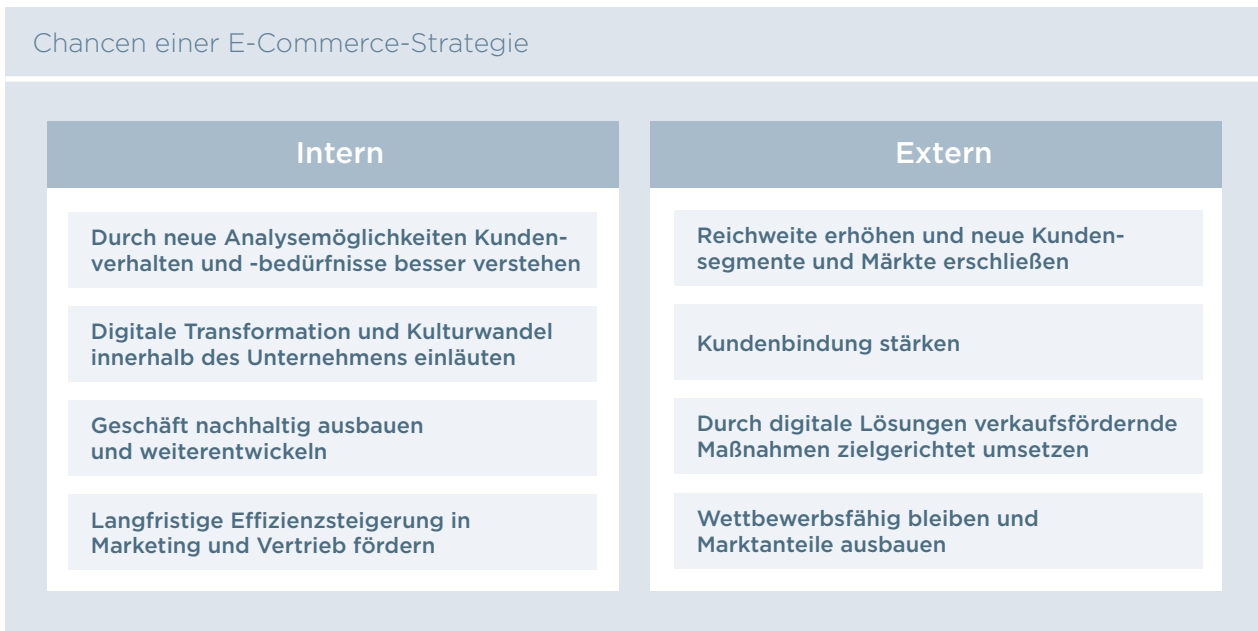 Chancen einer E-Commerce-Strategie
Intern
Durch neue Analysemöglichkeiten Kunden-
verhalten und -bedürfnisse besser verstehen
Digitale Transformation und Kulturwandel
innerhalb des Unternehmens einläuten
Geschäft nachhaltig ausbauen
und weiterentwickeln
Langfristige Effizienzsteigerung in
Marketing und Vertrieb fördern
Extern
Reichweite erhöhen und neue Kunden-
segmente und Märkte erschließen
Kundenbindung stärken
Durch digitale Lösungen verkaufsfördernde
Maßnahmen zielgerichtet umsetzen
Wettbewerbsfähig bleiben und
Marktanteile ausbauen